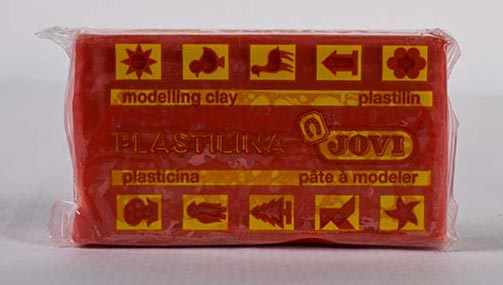 modelling clay plastilin
PLASTILINA JOVI
plasticina pâte à modeler